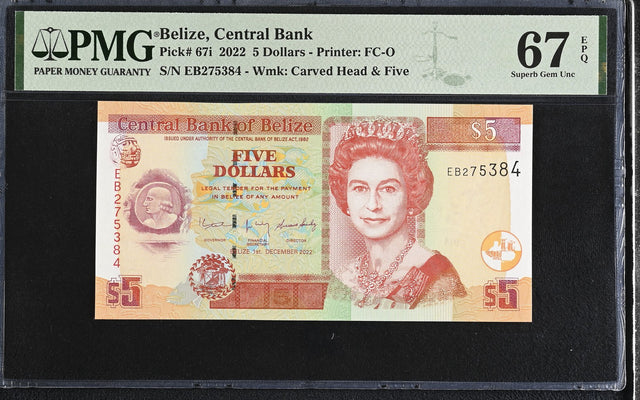 PMG®
PAPER MONEY GUARANTY
Belize, Central Bank
Pick# 67i 2022 5 Dollars - Printer: FC-O
S/N EB275384 - Wmk: Carved Head & Five
67 EPQ
Superb Gem Unc
Central Bank of Belize
$5
ISSUED UNDER AUTHORITY OF THE CENTRAL BANK OF BELIZE ACT, 1982
FIVE
DOLLARS
LEGAL TENDER FOR THE PAYMENT
IN BELIZE OF ANY AMOUNT
EB275384
EB275384
GOVERNOR FINANCIAL SECRETARY DIRECTOR
BELIZE 1st. DECEMBER 2022
$5
5
$5